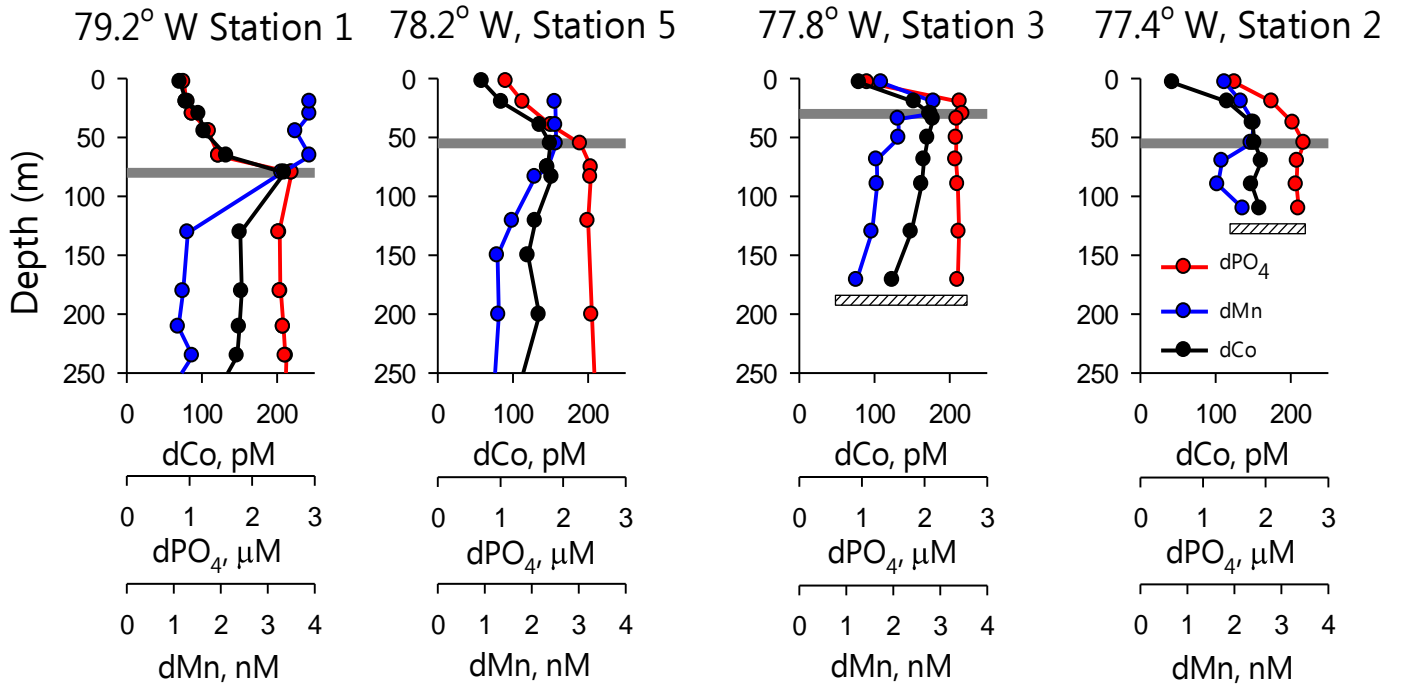 79.2° W Station 1
78.2° W, Station 5
77.8° W, Station 3
77.4° W, Station 2
Depth (m)
0 0 0 0
50 50 50 50
100 100 100 100
150 150 150 150
200 200 200 200
250 250 250 250
dPO₄
dMn
dCo
0 100 200 0 100 200 0 100 200 0 100 200
dCo, pM dCo, pM dCo, pM dCo, pM
0 1 2 3 0 1 2 3 0 1 2 3 0 1 2 3
dPO₄, μM dPO₄, μM dPO₄, μM dPO₄, μM
0 1 2 3 4 0 1 2 3 4 0 1 2 3 4 0 1 2 3 4
dMn, nM dMn, nM dMn, nM dMn, nM